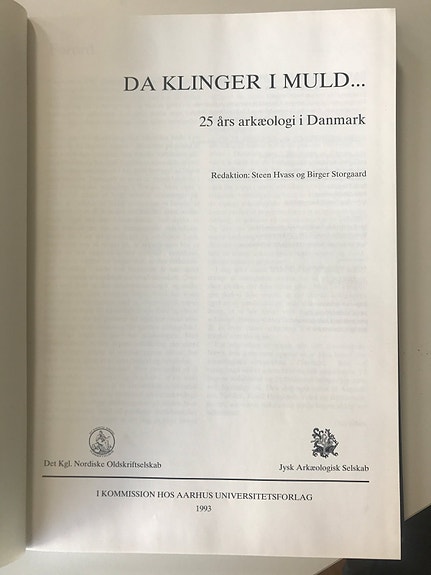 DA KLINGER I MULD...
25 års arkæologi i Danmark
Redaktion: Steen Hvass og Birger Storgaard
Det Kgl. Nordiske Oldskriftselskab
Jysk Arkæologisk Selskab
I KOMMISSION HOS AARHUS UNIVERSITETSFORLAG
1993